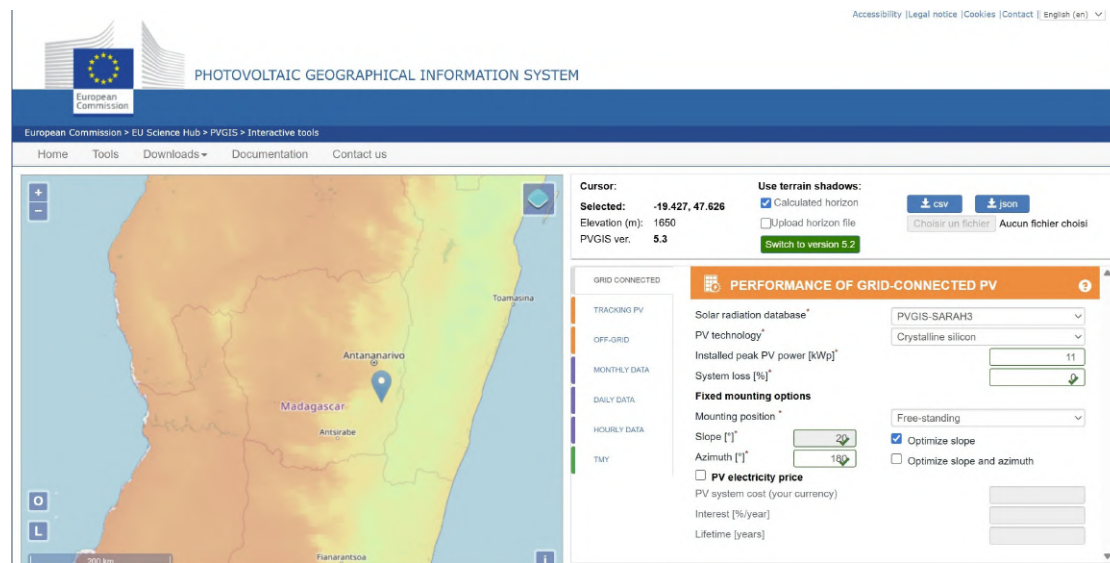 Accessibility |Legal notice |Cookies |Contact | English (en)
PHOTOVOLTAIC GEOGRAPHICAL INFORMATION SYSTEM
European
Commission
European Commission > EU Science Hub > PVGIS > Interactive tools
Home Tools Downloads Documentation Contact us
+
−
Toamasina
Antananarivo
Madagascar
Antsirabe
Fianarantsoa
O
L
200 km
i
Cursor:
Selected: -19.427, 47.626
Elevation (m): 1650
PVGIS ver. 5.3
Use terrain shadows:
Calculated horizon
Upload horizon file
Switch to version 5.2
csv json
Choisir un fichier Aucun fichier choisi
GRID CONNECTED
TRACKING PV
OFF-GRID
MONTHLY DATA
DAILY DATA
HOURLY DATA
TMY
PERFORMANCE OF GRID-CONNECTED PV ?
Solar radiation database* PVGIS-SARAH3
PV technology* Crystalline silicon
Installed peak PV power [kWp]* 11
System loss [%]* 0
Fixed mounting options
Mounting position * Free-standing
Slope [°]* 20 Optimize slope
Azimuth [°]* 180 Optimize slope and azimuth
PV electricity price
PV system cost (your currency)
Interest [%/year]
Lifetime [years]